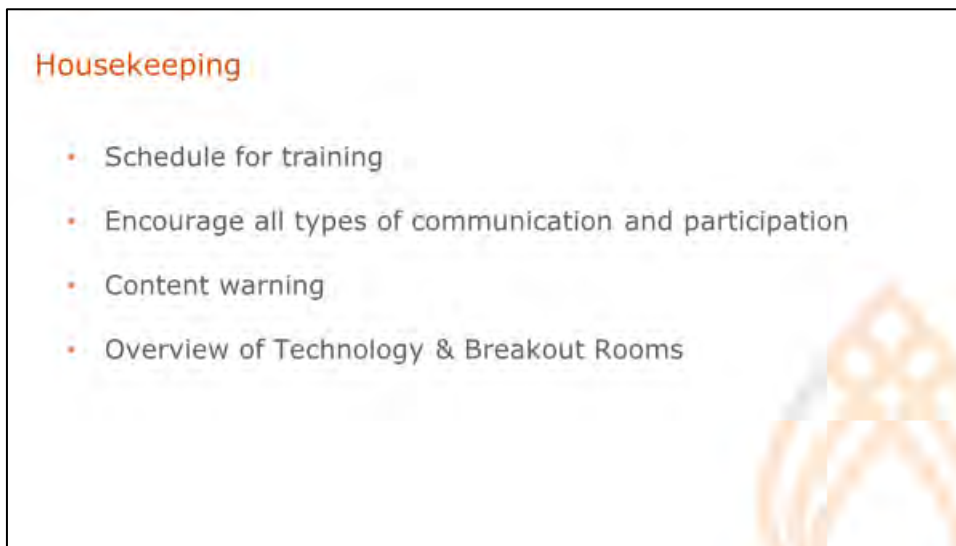 Housekeeping
• Schedule for training
• Encourage all types of communication and participation
• Content warning
• Overview of Technology & Breakout Rooms